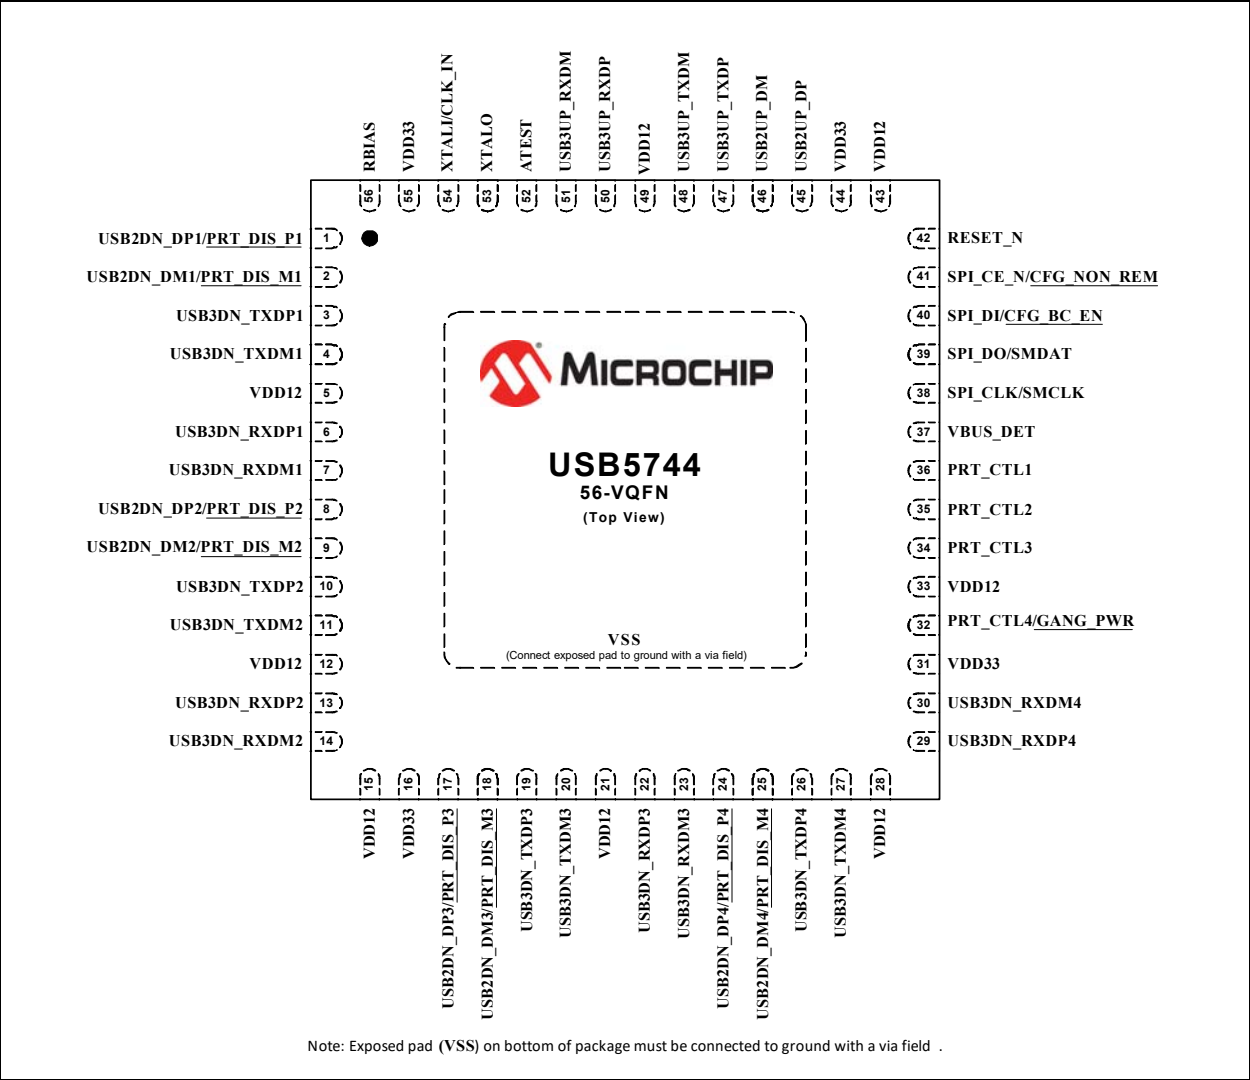 RBIAS
VDD33
XTALI/CLK_IN
XTALO
ATEST
USB3UP_RXDM
USB3UP_RXDP
VDD12
USB3UP_TXDM
USB3UP_TXDP
USB2UP_DM
USB2UP_DP
VDD33
VDD12
56
55
54
53
52
51
50
49
48
47
46
45
44
43
USB2DN_DP1/PRT_DIS_P1 1
USB2DN_DM1/PRT_DIS_M1 2
USB3DN_TXDP1 3
USB3DN_TXDM1 4
VDD12 5
USB3DN_RXDP1 6
USB3DN_RXDM1 7
USB2DN_DP2/PRT_DIS_P2 8
USB2DN_DM2/PRT_DIS_M2 9
USB3DN_TXDP2 10
USB3DN_TXDM2 11
VDD12 12
USB3DN_RXDP2 13
USB3DN_RXDM2 14
MICROCHIP
USB5744
56-VQFN
(Top View)
VSS
(Connect exposed pad to ground with a via field)
42 RESET_N
41 SPI_CE_N/CFG_NON_REM
40 SPI_DI/CFG_BC_EN
39 SPI_DO/SMDAT
38 SPI_CLK/SMCLK
37 VBUS_DET
36 PRT_CTL1
35 PRT_CTL2
34 PRT_CTL3
33 VDD12
32 PRT_CTL4/GANG_PWR
31 VDD33
30 USB3DN_RXDM4
29 USB3DN_RXDP4
15
16
17
18
19
20
21
22
23
24
25
26
27
28
VDD12
VDD33
USB2DN_DP3/PRT_DIS_P3
USB2DN_DM3/PRT_DIS_M3
USB3DN_TXDP3
USB3DN_TXDM3
VDD12
USB3DN_RXDP3
USB3DN_RXDM3
USB2DN_DP4/PRT_DIS_P4
USB2DN_DM4/PRT_DIS_M4
USB3DN_TXDP4
USB3DN_TXDM4
VDD12
Note: Exposed pad (VSS) on bottom of package must be connected to ground with a via field .